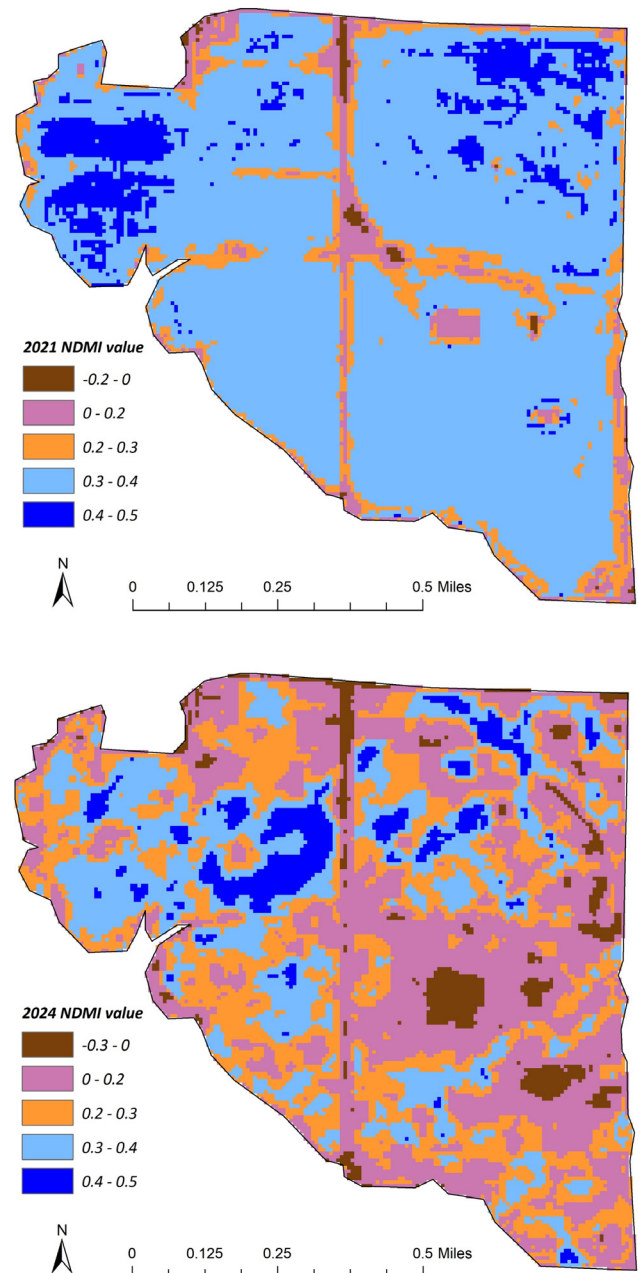 2021 NDMI value
-0.2 - 0
0 - 0.2
0.2 - 0.3
0.3 - 0.4
0.4 - 0.5
N
0 0.125 0.25 0.5 Miles
2024 NDMI value
-0.3 - 0
0 - 0.2
0.2 - 0.3
0.3 - 0.4
0.4 - 0.5
N
0 0.125 0.25 0.5 Miles